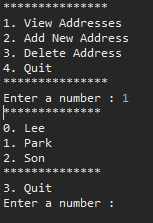 ***************
1. View Addresses
2. Add New Address
3. Delete Address
4. Quit
***************
Enter a number : 1
**************
0. Lee
1. Park
2. Son
**************
3. Quit
Enter a number :